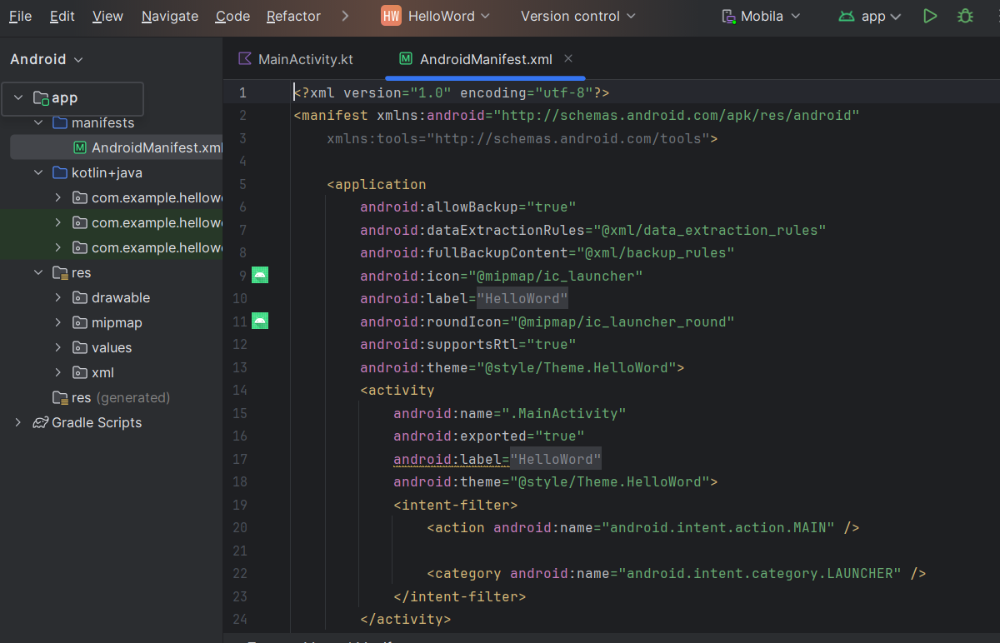 File Edit View Navigate Code Refactor HW HelloWord Version control Mobila app
Android
MainActivity.kt AndroidManifest.xml
app
manifests
AndroidManifest.xml
kotlin+java
com.example.hellowo
com.example.hellowo
com.example.hellowo
res
drawable
mipmap
values
xml
res (generated)
Gradle Scripts
1 <?xml version="1.0" encoding="utf-8"?>
2 <manifest xmlns:android="http://schemas.android.com/apk/res/android"
3 xmlns:tools="http://schemas.android.com/tools">
4
5 <application
6 android:allowBackup="true"
7 android:dataExtractionRules="@xml/data_extraction_rules"
8 android:fullBackupContent="@xml/backup_rules"
9 android:icon="@mipmap/ic_launcher"
10 android:label="HelloWord"
11 android:roundIcon="@mipmap/ic_launcher_round"
12 android:supportsRtl="true"
13 android:theme="@style/Theme.HelloWord">
14 <activity
15 android:name=".MainActivity"
16 android:exported="true"
17 android:label="HelloWord"
18 android:theme="@style/Theme.HelloWord">
19 <intent-filter>
20 <action android:name="android.intent.action.MAIN" />
21
22 <category android:name="android.intent.category.LAUNCHER" />
23 </intent-filter>
24 </activity>